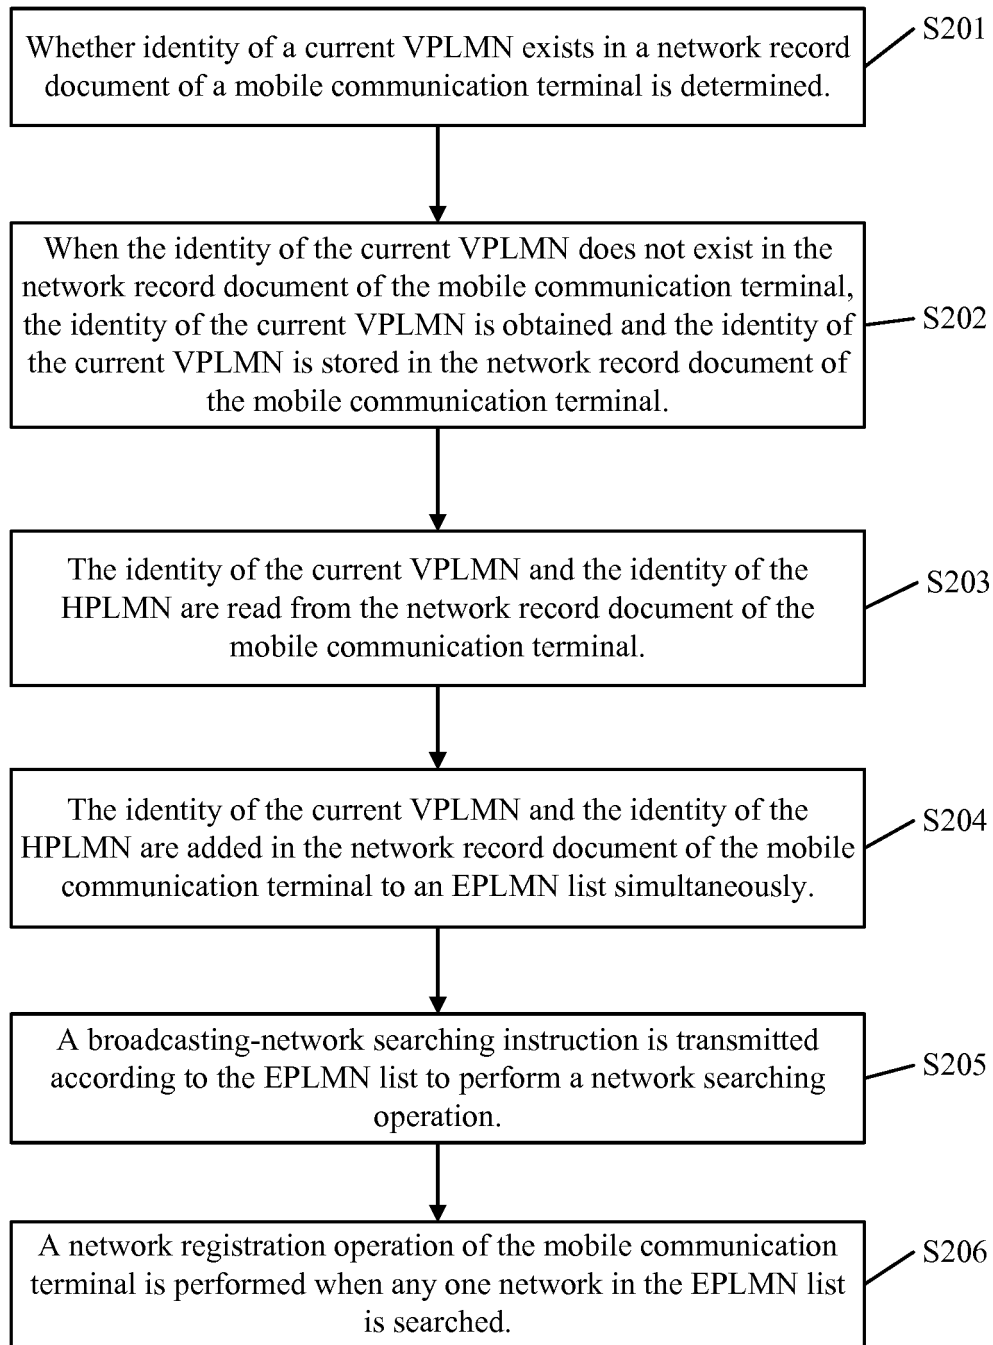 Whether identity of a current VPLMN exists in a network record
document of a mobile communication terminal is determined.
S201
When the identity of the current VPLMN does not exist in the
network record document of the mobile communication terminal,
the identity of the current VPLMN is obtained and the identity of
the current VPLMN is stored in the network record document of
the mobile communication terminal.
S202
The identity of the current VPLMN and the identity of the
HPLMN are read from the network record document of the
mobile communication terminal.
S203
The identity of the current VPLMN and the identity of the
HPLMN are added in the network record document of the mobile
communication terminal to an EPLMN list simultaneously.
S204
A broadcasting-network searching instruction is transmitted
according to the EPLMN list to perform a network searching
operation.
S205
A network registration operation of the mobile communication
terminal is performed when any one network in the EPLMN list
is searched.
S206